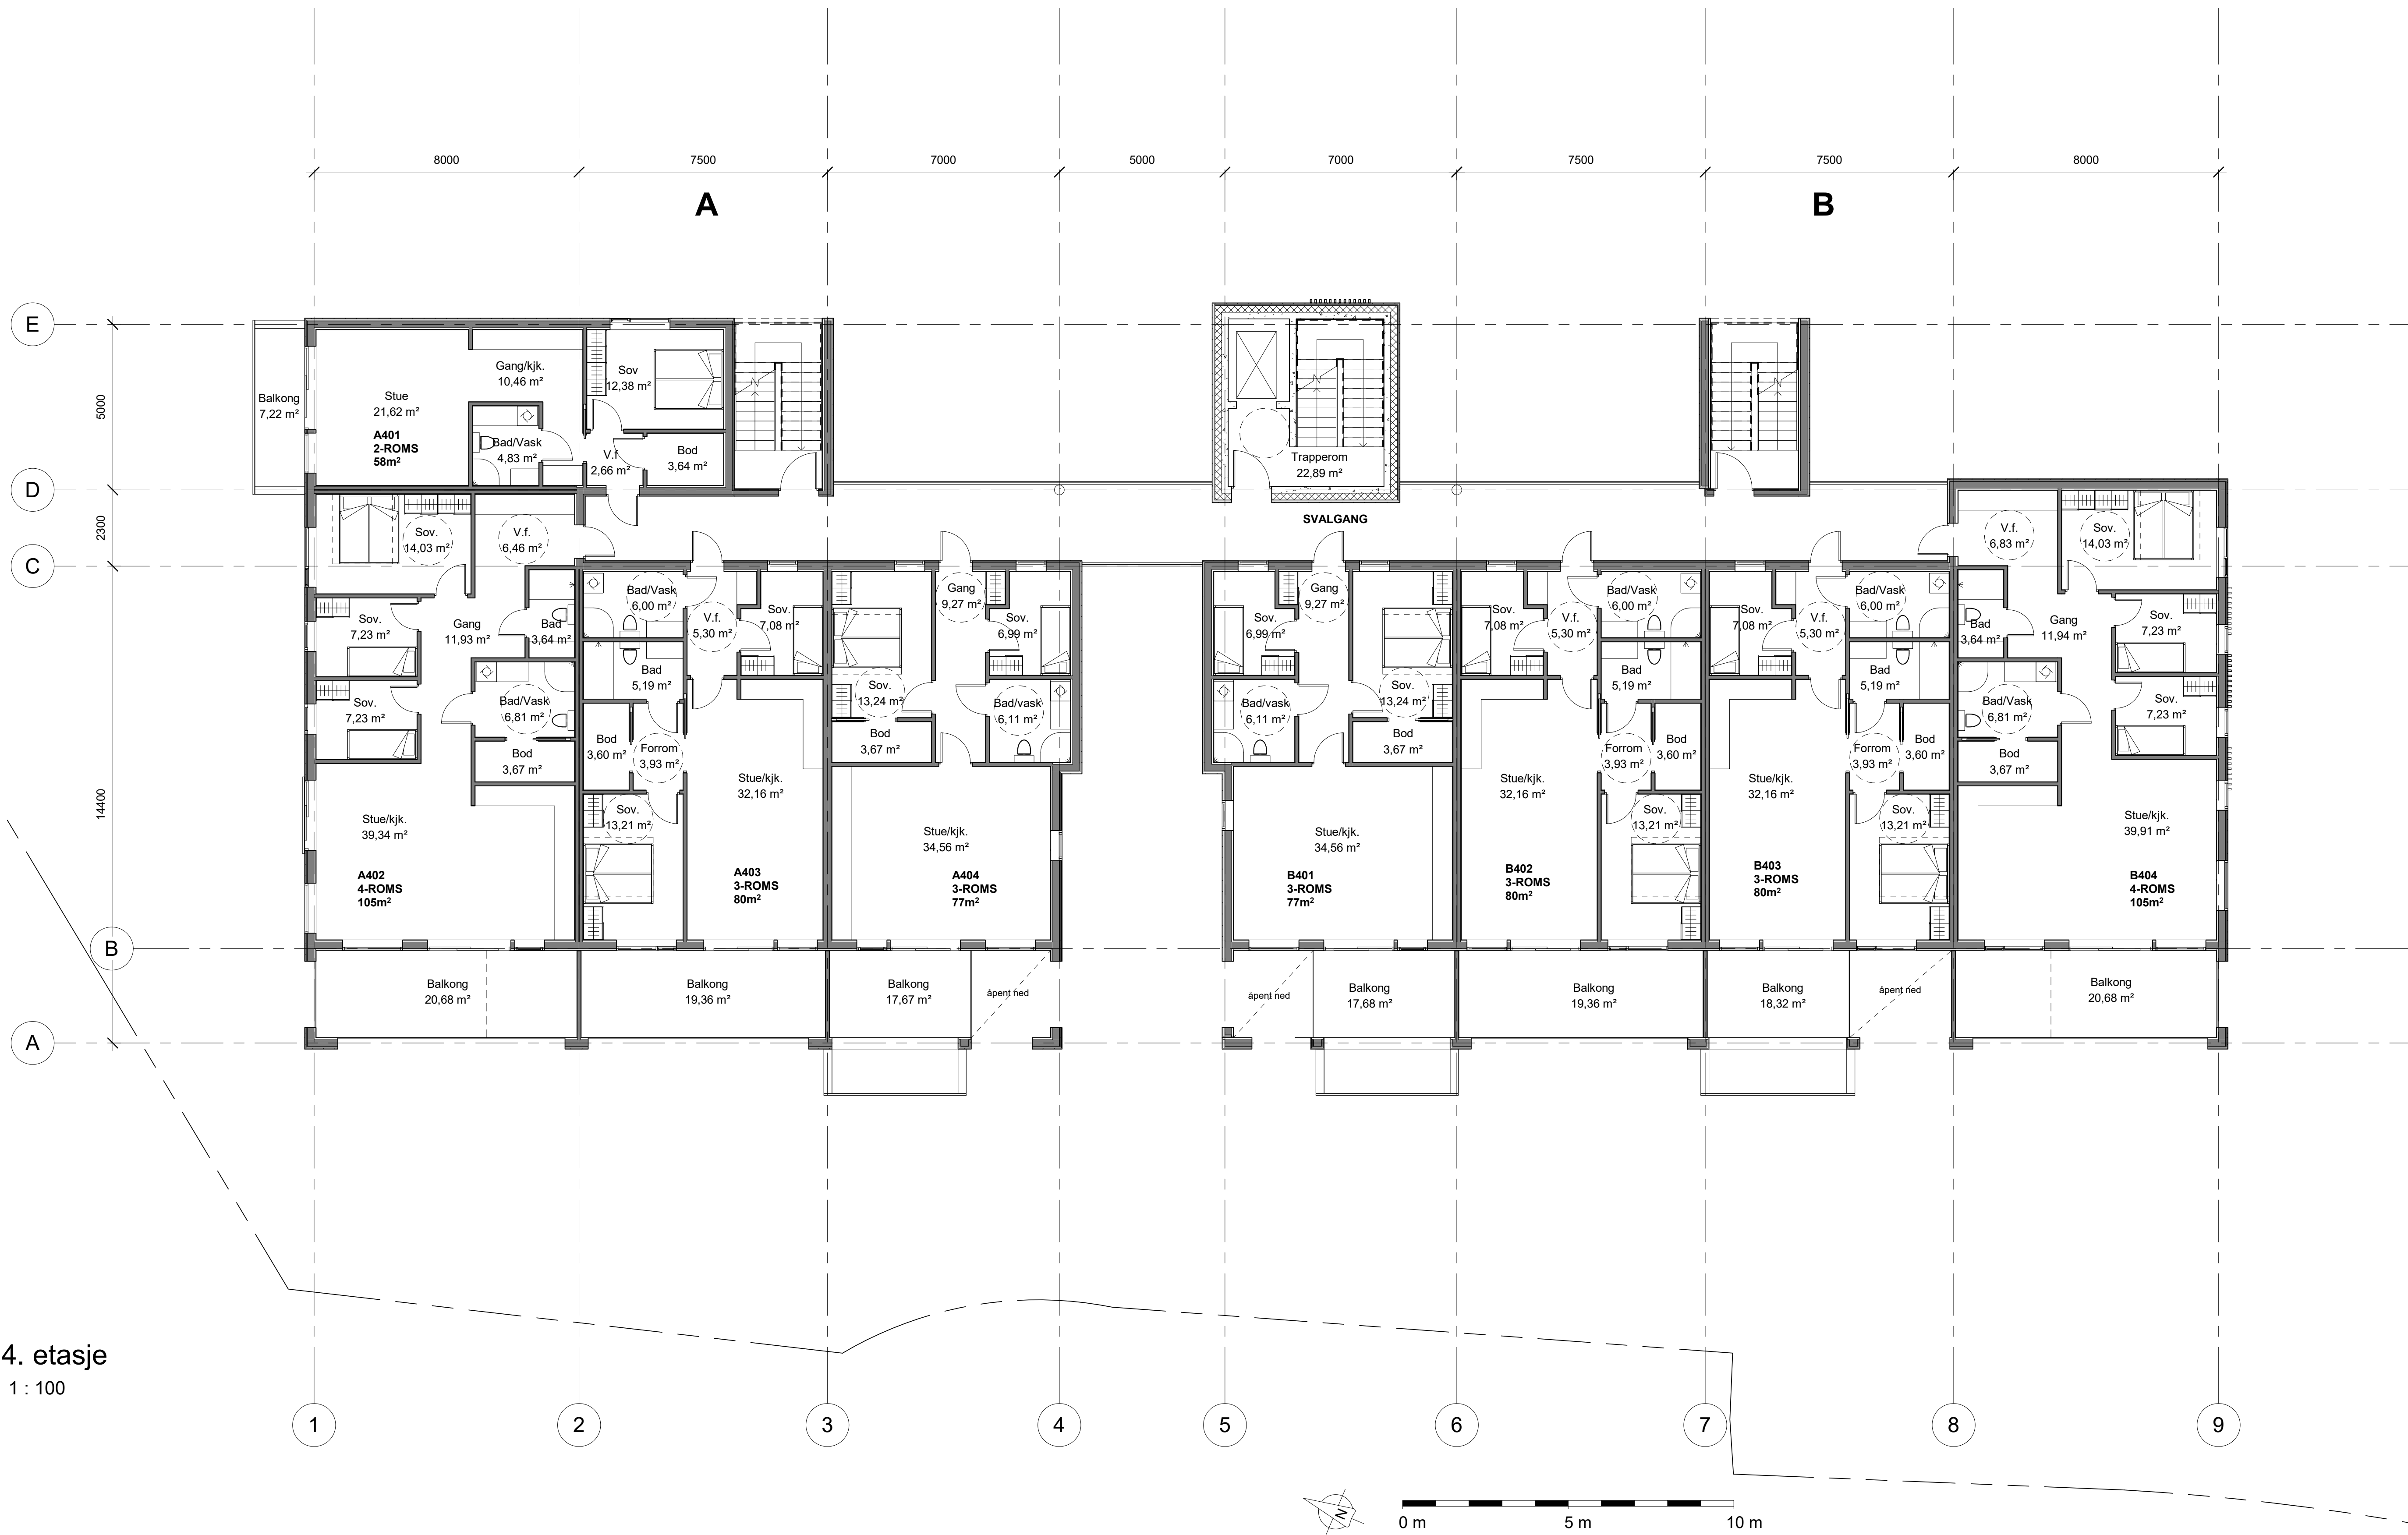 8000
7500
7000
5000
7000
7500
7500
8000
A
B
E
D
C
B
A
5000
2300
14400
Balkong
7,22 m²
Stue
21,62 m²
A401
2-ROMS
58m²
Gang/kjk.
10,46 m²
Bad/Vask
4,83 m²
Sov
12,38 m²
V.f
2,66 m²
Bod
3,64 m²
Trapperom
22,89 m²
SVALGANG
Sov.
14,03 m²
V.f.
6,46 m²
Sov.
7,23 m²
Gang
11,93 m²
Bad
3,64 m²
Sov.
7,23 m²
Bad/Vask
6,81 m²
Bod
3,67 m²
Stue/kjk.
39,34 m²
A402
4-ROMS
105m²
Balkong
20,68 m²
Bad/Vask
6,00 m²
V.f.
5,30 m²
Sov.
7,08 m²
Bad
5,19 m²
Bod
3,60 m²
Forrom
3,93 m²
Stue/kjk.
32,16 m²
Sov.
13,21 m²
A403
3-ROMS
80m²
Balkong
19,36 m²
Gang
9,27 m²
Sov.
6,99 m²
Sov.
13,24 m²
Bad/vask
6,11 m²
Bod
3,67 m²
Stue/kjk.
34,56 m²
A404
3-ROMS
77m²
Balkong
17,67 m²
åpent ned
Gang
9,27 m²
Sov.
6,99 m²
Sov.
13,24 m²
Bad/vask
6,11 m²
Bod
3,67 m²
Stue/kjk.
34,56 m²
B401
3-ROMS
77m²
åpent ned
Balkong
17,68 m²
Sov.
7,08 m²
V.f.
5,30 m²
Bad/Vask
6,00 m²
Bad
5,19 m²
Forrom
3,93 m²
Bod
3,60 m²
Stue/kjk.
32,16 m²
Sov.
13,21 m²
B402
3-ROMS
80m²
Balkong
19,36 m²
Sov.
7,08 m²
V.f.
5,30 m²
Bad/Vask
6,00 m²
Bad
5,19 m²
Forrom
3,93 m²
Bod
3,60 m²
Stue/kjk.
32,16 m²
Sov.
13,21 m²
B403
3-ROMS
80m²
Balkong
18,32 m²
åpent ned
V.f.
6,83 m²
Sov.
14,03 m²
Bad
3,64 m²
Gang
11,94 m²
Sov.
7,23 m²
Bad/Vask
6,81 m²
Sov.
7,23 m²
Bod
3,67 m²
Stue/kjk.
39,91 m²
B404
4-ROMS
105m²
Balkong
20,68 m²
4. etasje
1 : 100
1
2
3
4
5
6
7
8
9
N
0 m
5 m
10 m